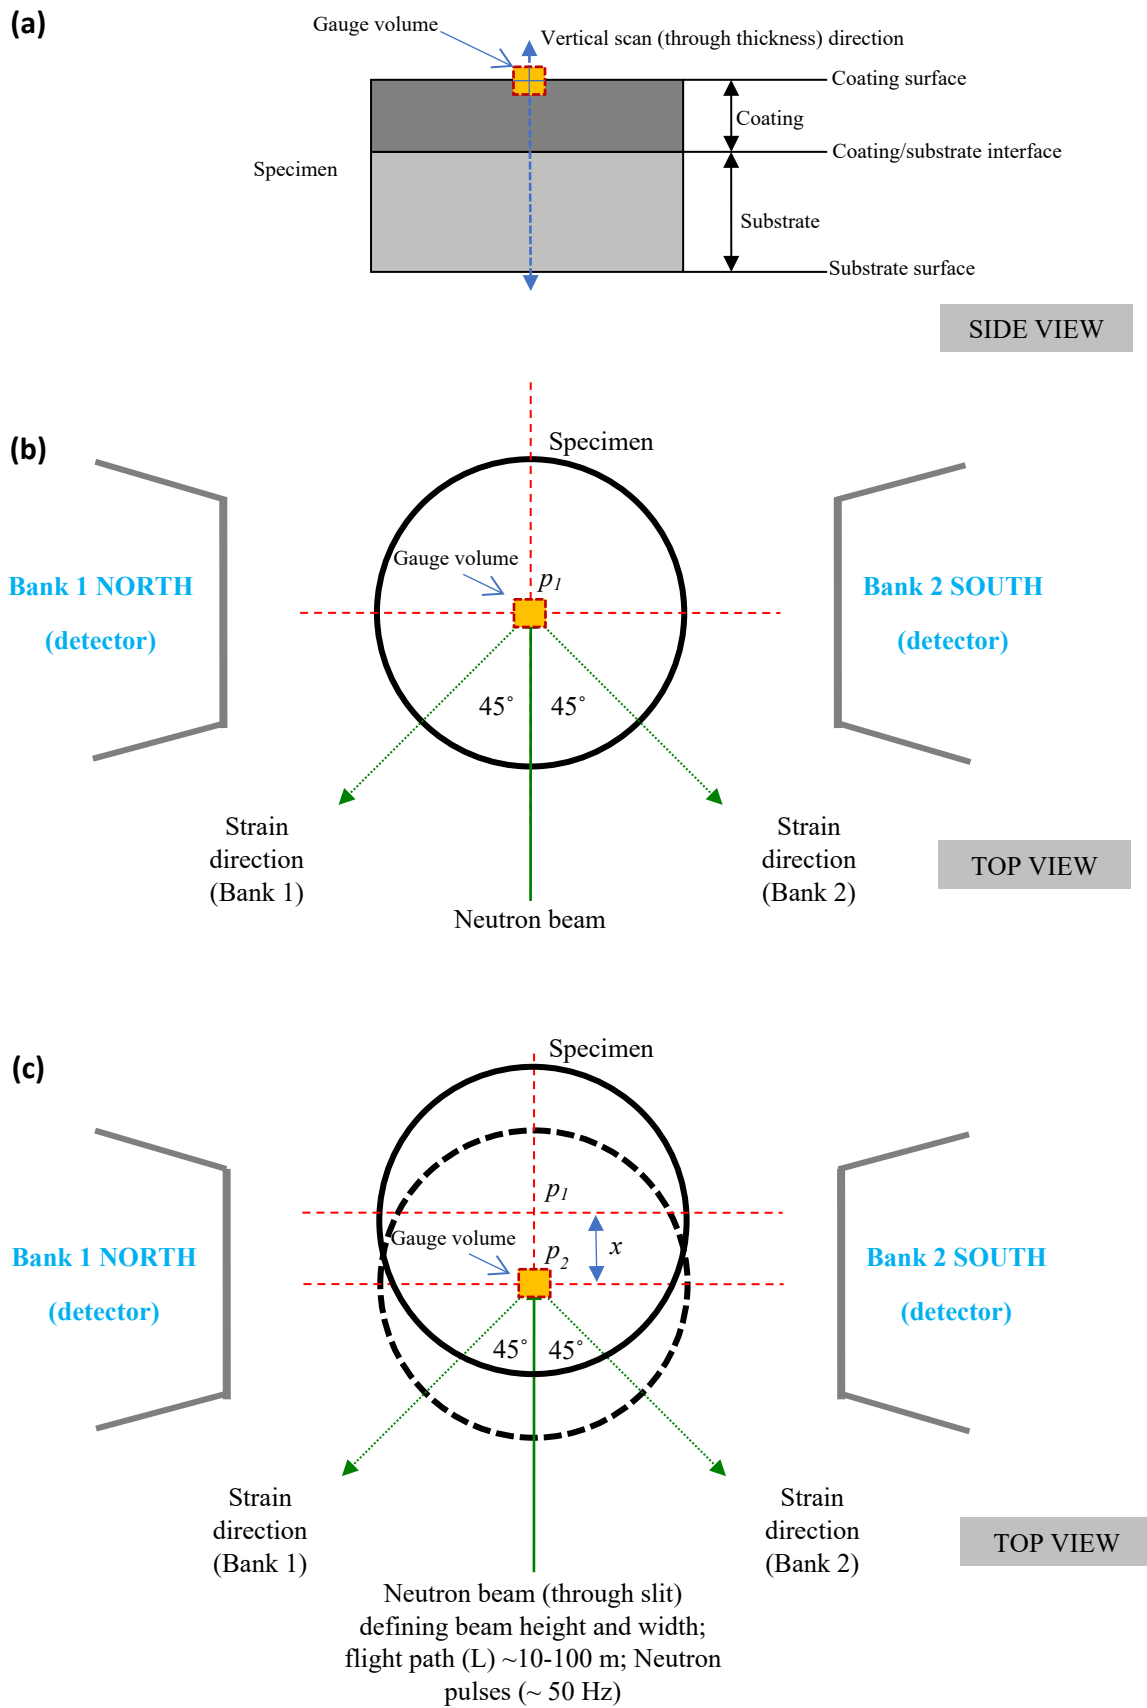 (a)
Gauge volume
Vertical scan (through thickness) direction
Coating surface
Coating
Coating/substrate interface
Specimen
Substrate
Substrate surface
SIDE VIEW
(b)
Specimen
Gauge volume
p1
Bank 1 NORTH
(detector)
Bank 2 SOUTH
(detector)
45˚
45˚
Strain
direction
(Bank 1)
Strain
direction
(Bank 2)
TOP VIEW
Neutron beam
(c)
Specimen
p1
Gauge volume
p2
x
Bank 1 NORTH
(detector)
Bank 2 SOUTH
(detector)
45˚
45˚
Strain
direction
(Bank 1)
Strain
direction
(Bank 2)
TOP VIEW
Neutron beam (through slit)
defining beam height and width;
flight path (L) ~10-100 m; Neutron
pulses (~ 50 Hz)